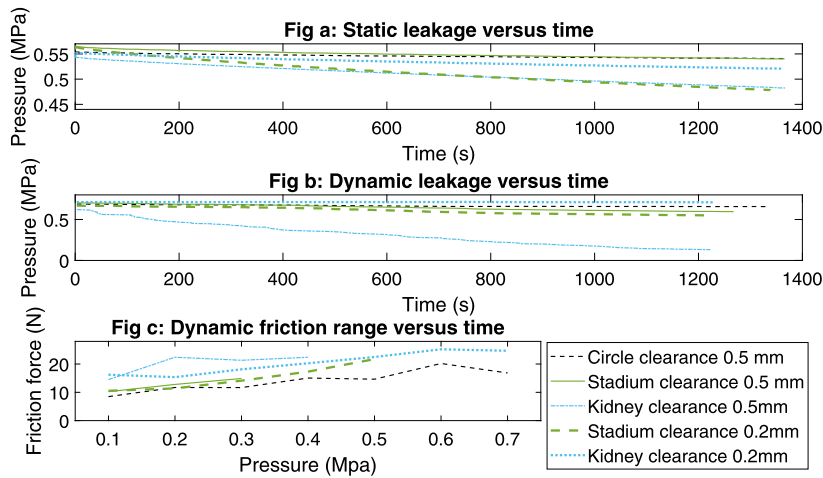 Fig a: Static leakage versus time
Pressure (MPa)
0.55
0.5
0.45
0 200 400 600 800 1000 1200 1400
Time (s)
Fig b: Dynamic leakage versus time
Pressure (MPa)
0.5
0
0 200 400 600 800 1000 1200 1400
Time (s)
Fig c: Dynamic friction range versus time
Friction force (N)
20
10
0
0.1 0.2 0.3 0.4 0.5 0.6 0.7
Pressure (Mpa)
Circle clearance 0.5 mm
Stadium clearance 0.5 mm
Kidney clearance 0.5mm
Stadium clearance 0.2mm
Kidney clearance 0.2mm